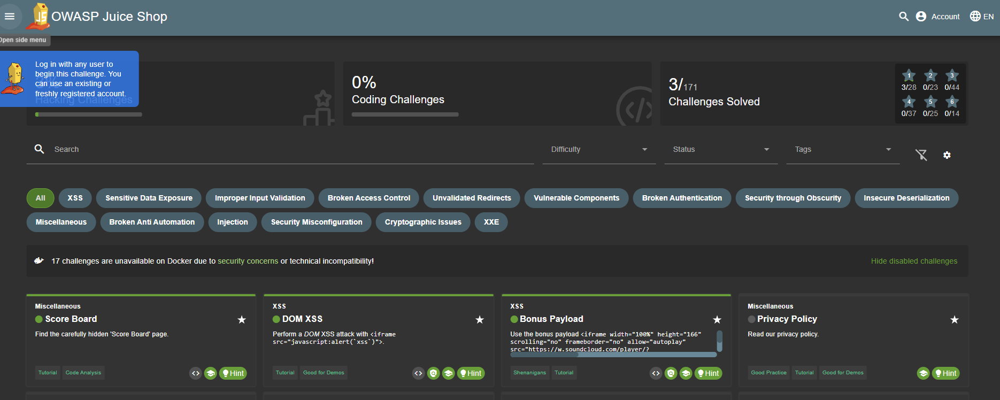 OWASP Juice Shop
Account
EN
Open side menu
Log in with any user to
begin this challenge. You
can use an existing or
freshly registered account.
3%
Hacking Challenges
0%
Coding Challenges
3/171
Challenges Solved
1 2 3
3/28 0/23 0/44
4 5 6
0/37 0/25 0/14
Search
Difficulty
Status
Tags
All XSS Sensitive Data Exposure Improper Input Validation Broken Access Control Unvalidated Redirects Vulnerable Components Broken Authentication Security through Obscurity Insecure Deserialization
Miscellaneous Broken Anti Automation Injection Security Misconfiguration Cryptographic Issues XXE
17 challenges are unavailable on Docker due to security concerns or technical incompatibility!
Hide disabled challenges
Miscellaneous
Score Board
Find the carefully hidden 'Score Board' page.
Tutorial Code Analysis
Hint
XSS
DOM XSS
Perform a DOM XSS attack with <iframe
src="javascript:alert(`xss`)">.
Tutorial Good for Demos
Hint
XSS
Bonus Payload
Use the bonus payload <iframe width="100%" height="166"
scrolling="no" frameborder="no" allow="autoplay"
src="https://w.soundcloud.com/player/?
Shenanigans Tutorial
Hint
Miscellaneous
Privacy Policy
Read our privacy policy.
Good Practice Tutorial Good for Demos
Hint